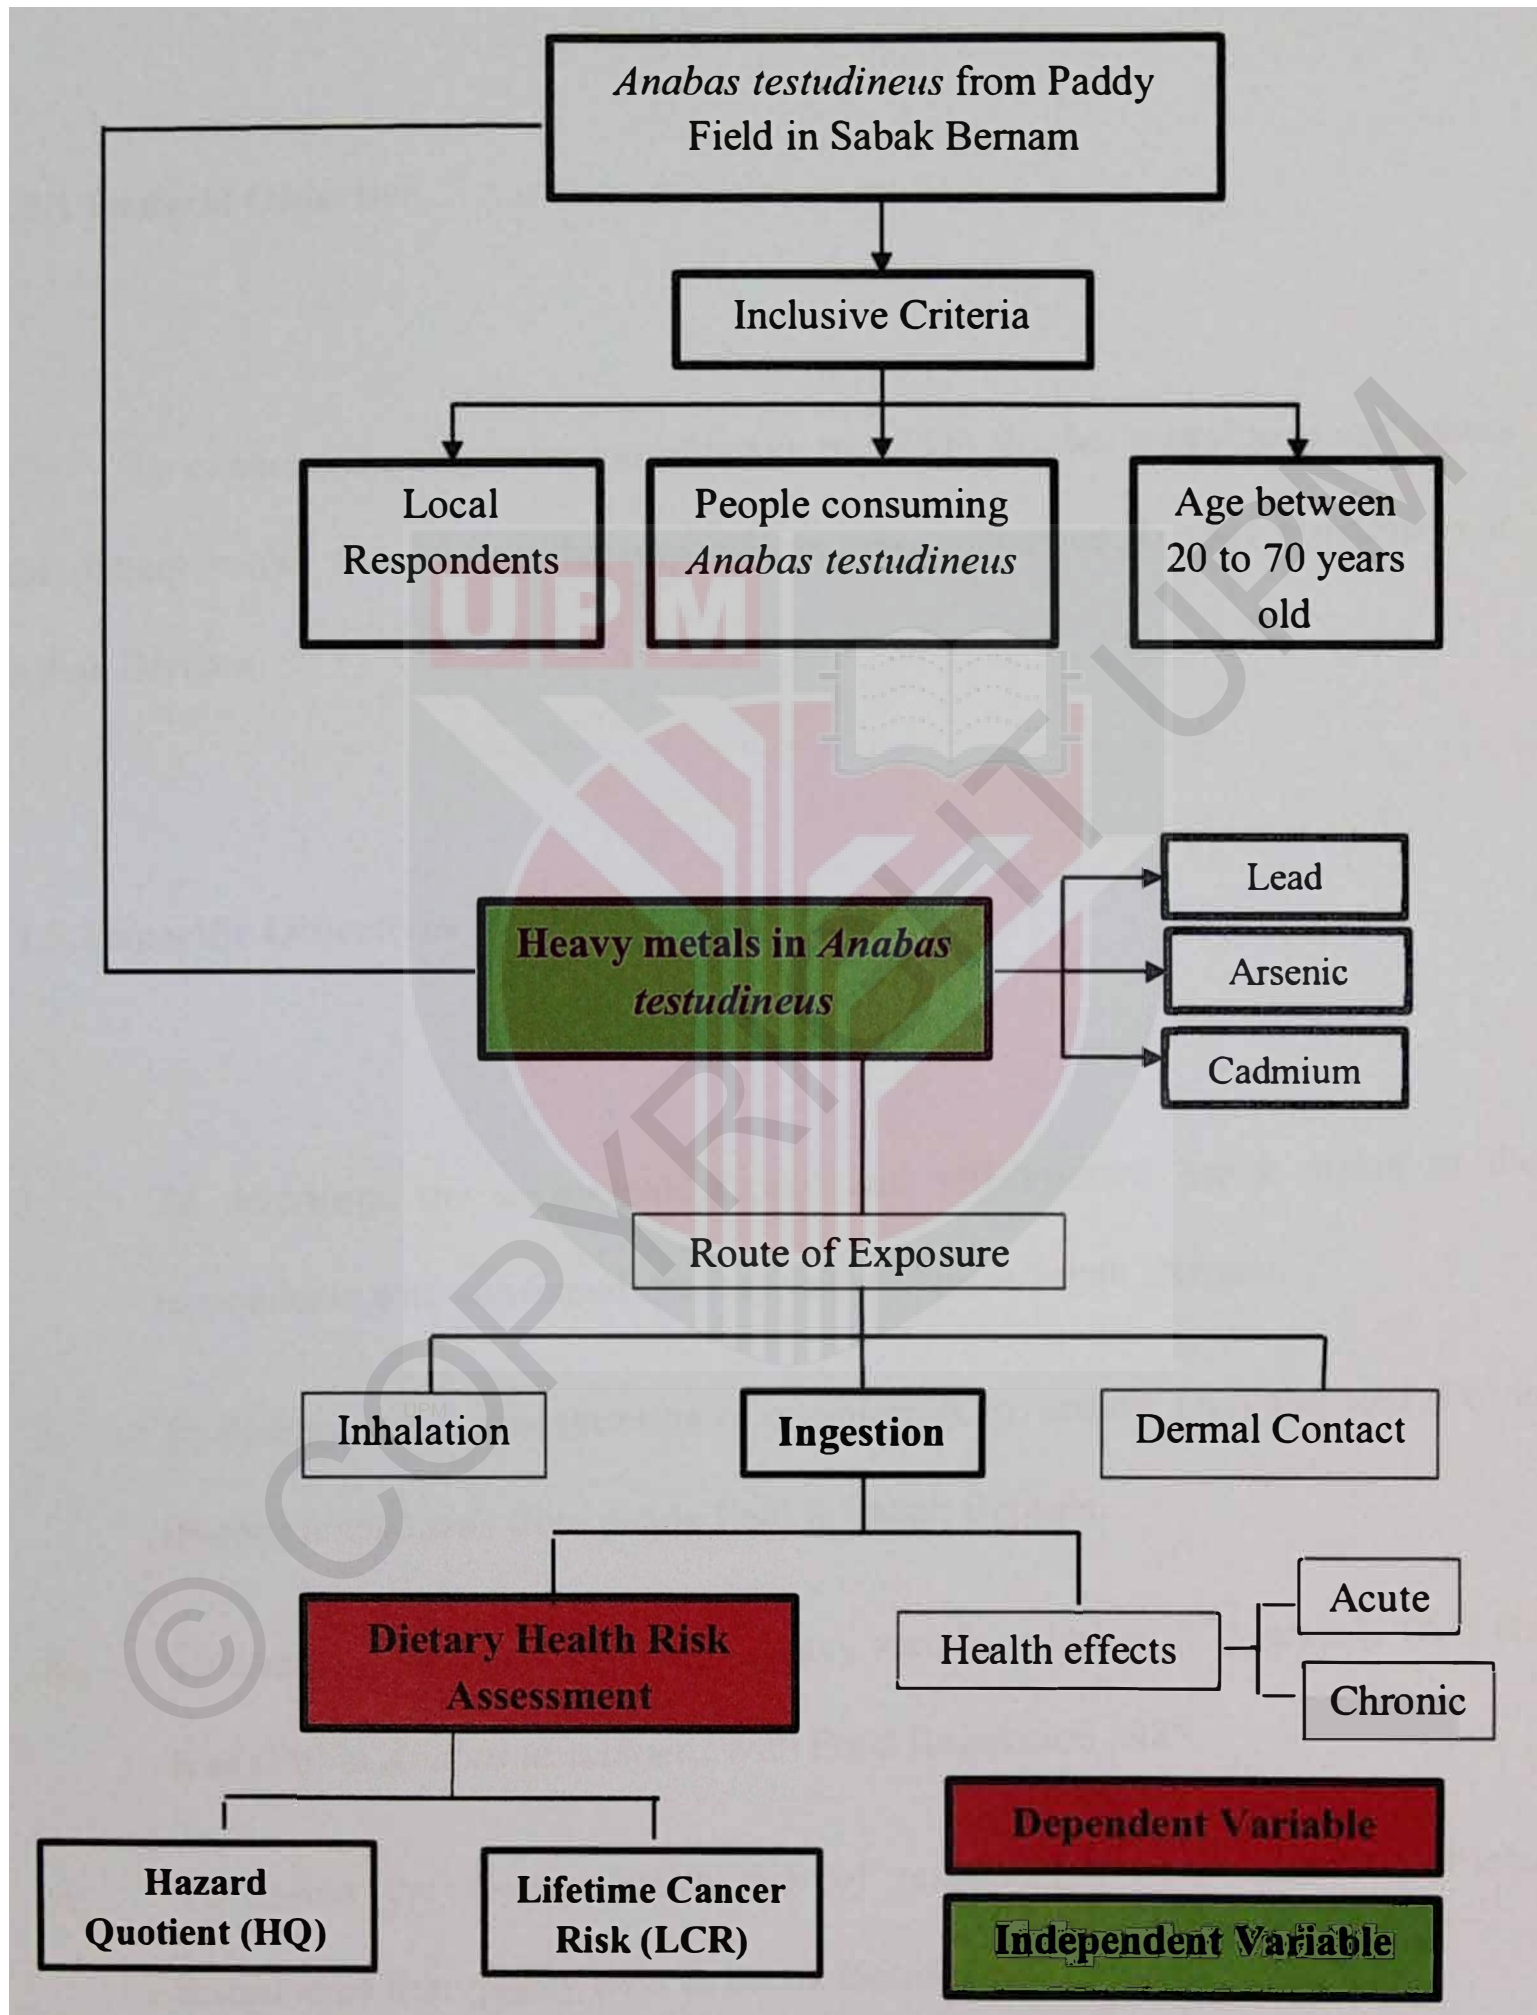 Anabas testudineus from Paddy
Field in Sabak Bernam
Inclusive Criteria
Local
Respondents
People consuming
Anabas testudineus
Age between
20 to 70 years
old
UPM
Lead
Heavy metals in Anabas
testudineus
Arsenic
Cadmium
Route of Exposure
Inhalation
UPM
Ingestion
Dermal Contact
Dietary Health Risk
Assessment
Health effects
Acute
Chronic
Dependent Variable
Independent Variable
Hazard
Quotient (HQ)
Lifetime Cancer
Risk (LCR)
© COPYRIGHT UPM